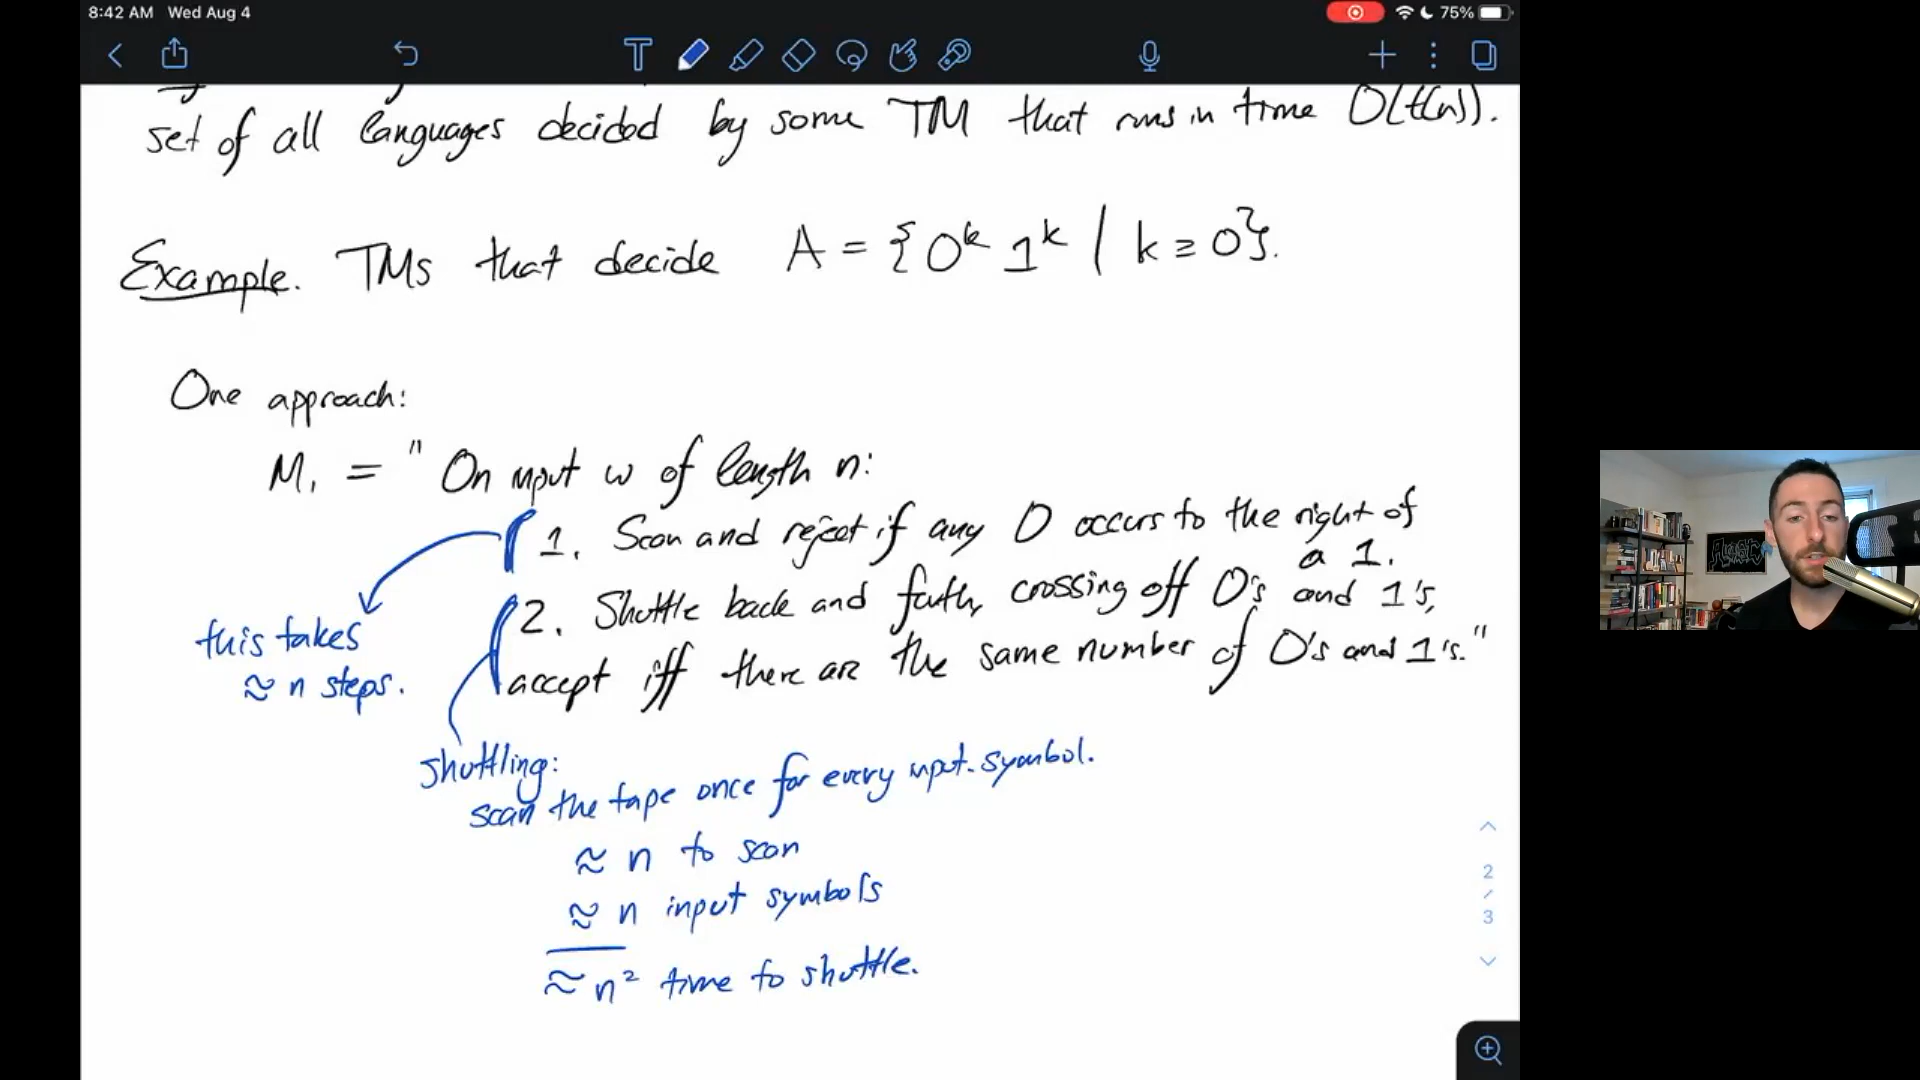 8:42 AM Wed Aug 4
75%
set of all languages decided by some TM that runs in time O(t(n)).
Example. TMs that decide A = {0ᵏ 1ᵏ | k ≥ 0}.
One approach:
M₁ = " On input w of length n:
1. Scan and reject if any 0 occurs to the right of
a 1.
2. Shuttle back and forth, crossing off 0's and 1's,
accept iff there are the same number of 0's and 1's."
this takes
≈ n steps.
shuttling:
scan the tape once for every input symbol.
≈ n to scan
≈ n input symbols
≈ n² time to shuttle.
2
/
3